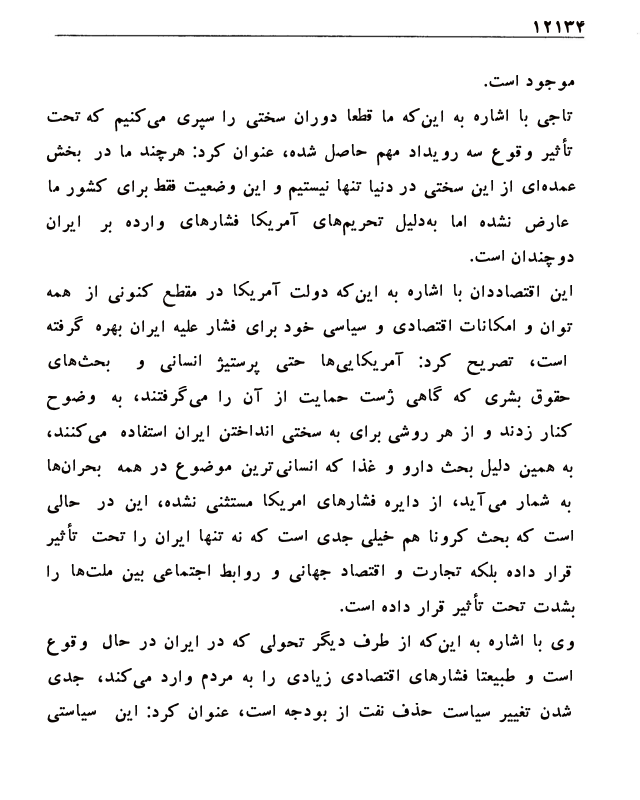 ۱۲۱۳۴
موجود است.
تاجی با اشاره به این‌که ما قطعا دوران سختی را سپری می‌کنیم که تحت
تأثیر وقوع سه رویداد مهم حاصل شده، عنوان کرد: هرچند ما در بخش
عمده‌ای از این سختی در دنیا تنها نیستیم و این وضعیت فقط برای کشور ما
عارض نشده اما به‌دلیل تحریم‌های آمریکا فشارهای وارده بر ایران
دوچندان است.
این اقتصاددان با اشاره به این‌که دولت آمریکا در مقطع کنونی از همه
توان و امکانات اقتصادی و سیاسی خود برای فشار علیه ایران بهره گرفته
است، تصریح کرد: آمریکایی‌ها حتی پرستیژ انسانی و بحث‌های
حقوق بشری که گاهی ژست حمایت از آن را می‌گرفتند، به وضوح
کنار زدند و از هر روشی برای به سختی انداختن ایران استفاده می‌کنند،
به همین دلیل بحث دارو و غذا که انسانی‌ترین موضوع در همه بحران‌ها
به شمار می‌آید، از دایره فشارهای امریکا مستثنی نشده، این در حالی
است که بحث کرونا هم خیلی جدی است که نه تنها ایران را تحت تأثیر
قرار داده بلکه تجارت و اقتصاد جهانی و روابط اجتماعی بین ملت‌ها را
بشدت تحت تأثیر قرار داده است.
وی با اشاره به این‌که از طرف دیگر تحولی که در ایران در حال وقوع
است و طبیعتا فشارهای اقتصادی زیادی را به مردم وارد می‌کند، جدی
شدن تغییر سیاست حذف نفت از بودجه است، عنوان کرد: این سیاستی